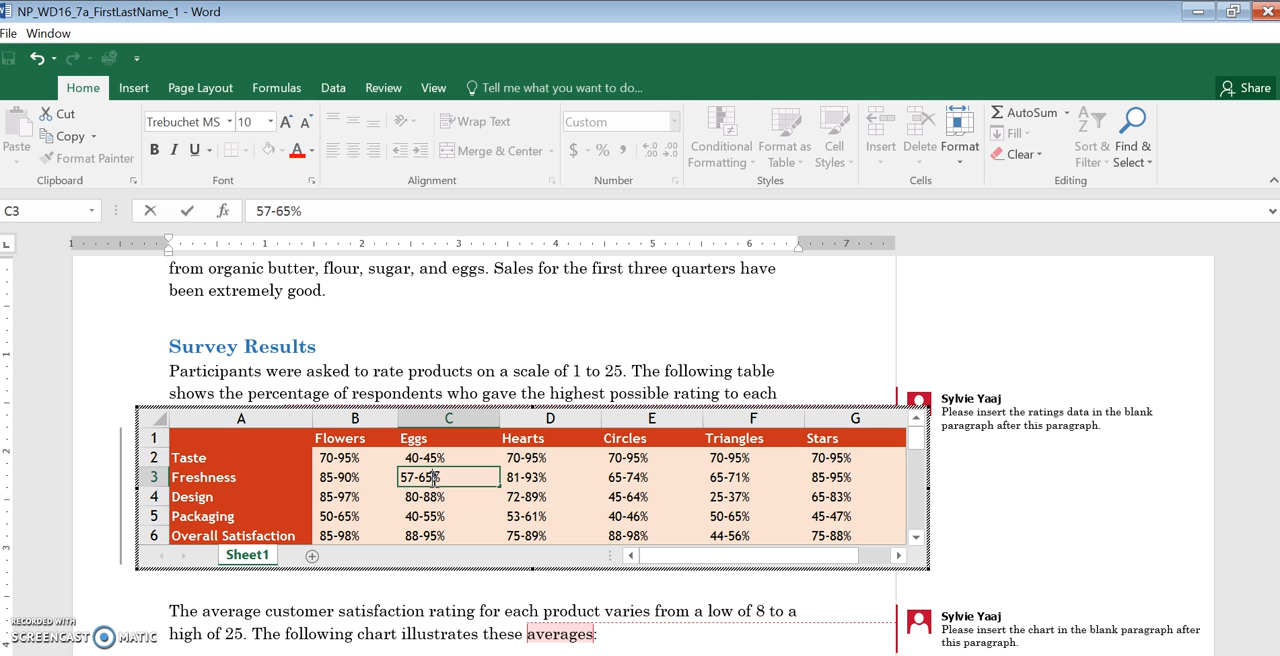 NP_WD16_7a_FirstLastName_1 - Word
File Window
Home Insert Page Layout Formulas Data Review View Tell me what you want to do... Share
Cut Trebuchet MS 10 A A Wrap Text Custom AutoSum
Copy Fill
Paste Format Painter B I U A Merge & Center $ % Conditional Formatting Format as Table Cell Styles Insert Delete Format Clear Sort & Filter Find & Select
Clipboard Font Alignment Number Styles Cells Editing
C3 fx 57-65%
1 1 2 3 4 5 6 7
from organic butter, flour, sugar, and eggs. Sales for the first three quarters have
been extremely good.
Survey Results
Participants were asked to rate products on a scale of 1 to 25. The following table
shows the percentage of respondents who gave the highest possible rating to each
Sylvie Yaaj
Please insert the ratings data in the blank
paragraph after this paragraph.
A B C D E F G
1 Flowers Eggs Hearts Circles Triangles Stars
2 Taste 70-95% 40-45% 70-95% 70-95% 70-95% 70-95%
3 Freshness 85-90% 57-65% 81-93% 65-74% 65-71% 85-95%
4 Design 85-97% 80-88% 72-89% 45-64% 25-37% 65-83%
5 Packaging 50-65% 40-55% 53-61% 40-46% 50-65% 45-47%
6 Overall Satisfaction 85-98% 88-95% 75-89% 88-98% 44-56% 75-88%
Sheet1
The average customer satisfaction rating for each product varies from a low of 8 to a
high of 25. The following chart illustrates these averages:
Sylvie Yaaj
Please insert the chart in the blank paragraph after
this paragraph.
RECORDED WITH
SCREENCAST MATIC